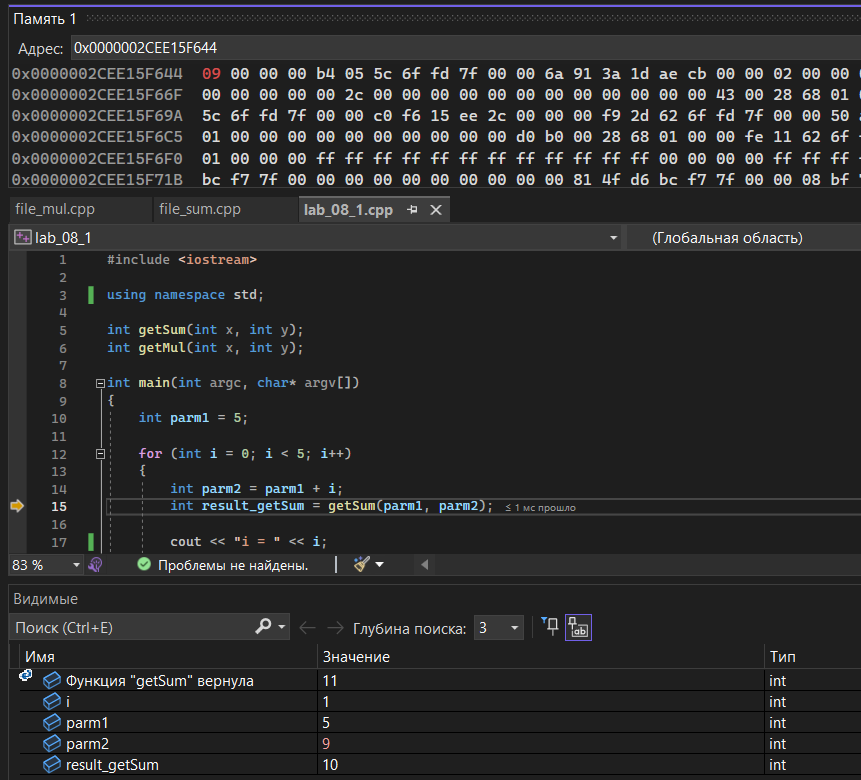 Память 1
Адрес: 0x0000002CEE15F644
0x0000002CEE15F644 09 00 00 00 b4 05 5c 6f fd 7f 00 00 6a 91 3a 1d ae cb 00 00 02 00 00
0x0000002CEE15F66F 00 00 00 00 00 2c 00 00 00 00 00 00 00 00 00 00 00 00 43 00 28 68 01
0x0000002CEE15F69A 5c 6f fd 7f 00 00 c0 f6 15 ee 2c 00 00 00 f9 2d 62 6f fd 7f 00 00 50
0x0000002CEE15F6C5 01 00 00 00 00 00 00 00 00 00 00 d0 b0 00 28 68 01 00 00 fe 11 62 6f
0x0000002CEE15F6F0 01 00 00 00 ff ff ff ff ff ff ff ff ff ff ff ff 00 00 00 00 ff ff ff
0x0000002CEE15F71B bc f7 7f 00 00 00 00 00 00 00 00 00 00 81 4f d6 bc f7 7f 00 00 08 bf
file_mul.cpp file_sum.cpp lab_08_1.cpp
lab_08_1 (Глобальная область)
1 #include <iostream>
2
3 using namespace std;
4
5 int getSum(int x, int y);
6 int getMul(int x, int y);
7
8 int main(int argc, char* argv[])
9 {
10 int parm1 = 5;
11
12 for (int i = 0; i < 5; i++)
13 {
14 int parm2 = parm1 + i;
15 int result_getSum = getSum(parm1, parm2); ≤ 1 мс прошло
16
17 cout << "i = " << i;
83 % Проблемы не найдены.
Видимые
Поиск (Ctrl+E) Глубина поиска: 3
Имя Значение Тип
Функция "getSum" вернула 11 int
i 1 int
parm1 5 int
parm2 9 int
result_getSum 10 int